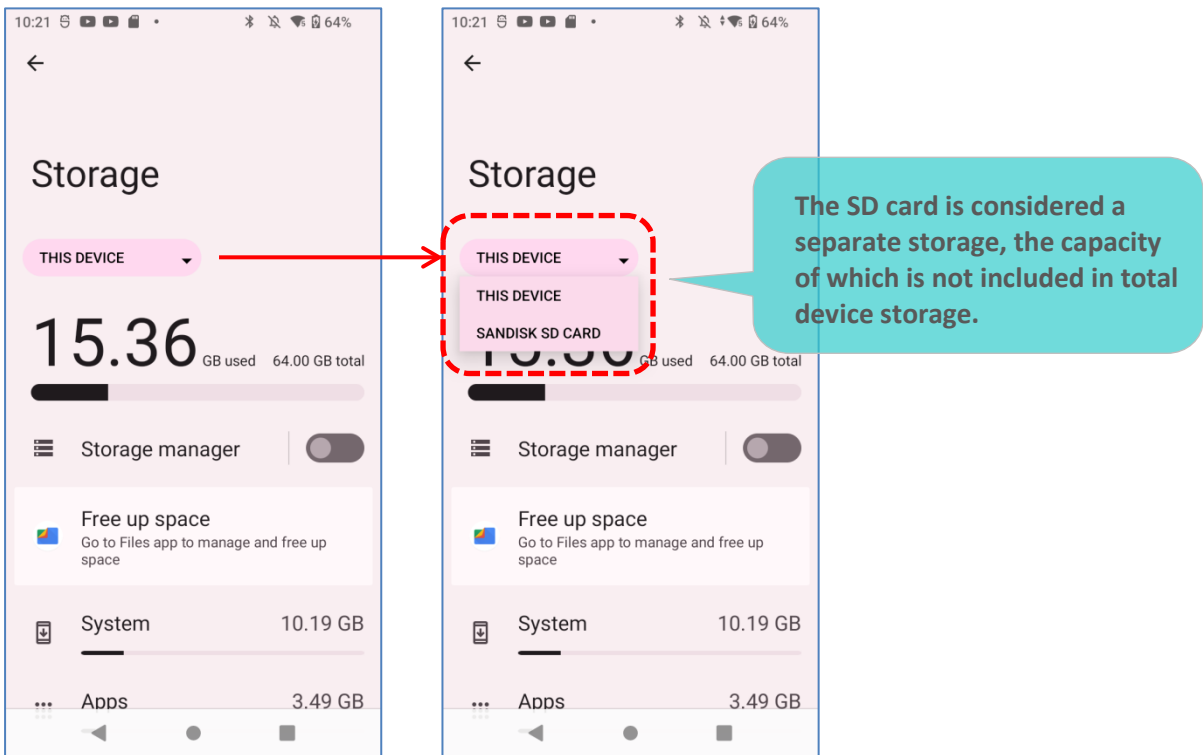 10:21 64%
Storage
THIS DEVICE
15.36 GB used 64.00 GB total
Storage manager
Free up space
Go to Files app to manage and free up
space
System 10.19 GB
Apps 3.49 GB
10:21 64%
Storage
THIS DEVICE
THIS DEVICE
SANDISK SD CARD
15.36 GB used 64.00 GB total
Storage manager
Free up space
Go to Files app to manage and free up
space
System 10.19 GB
Apps 3.49 GB
The SD card is considered a
separate storage, the capacity
of which is not included in total
device storage.